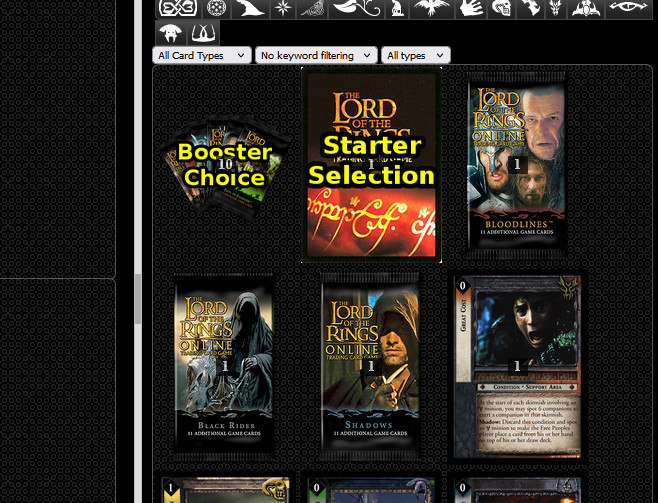 All Card Types
No keyword filtering
All types
Booster
10
Choice
THE
LORD
OF THE
RINGS
TRADING CARD GAME
Starter
1
Selection
THE
LORD
OF THE
RINGS
ONLINE
TRADING CARD GAME
1
BLOODLINES™
11 ADDITIONAL GAME CARDS
THE
LORD
OF THE
RINGS
ONLINE
TRADING CARD GAME
1
BLACK RIDER
11 ADDITIONAL GAME CARDS
THE
LORD
OF THE
RINGS
ONLINE
TRADING CARD GAME
1
SHADOWS
11 ADDITIONAL GAME CARDS
0
GREAT COST
1
CONDITION • SUPPORT AREA
At the start of each skirmish involving an
minion, you may spot 6 companions to
exert a companion in that skirmish.
Shadow: Discard this condition and spot
an minion to make the Free Peoples
player place a card from his or her hand
on top of his or her draw deck.
1
0
0